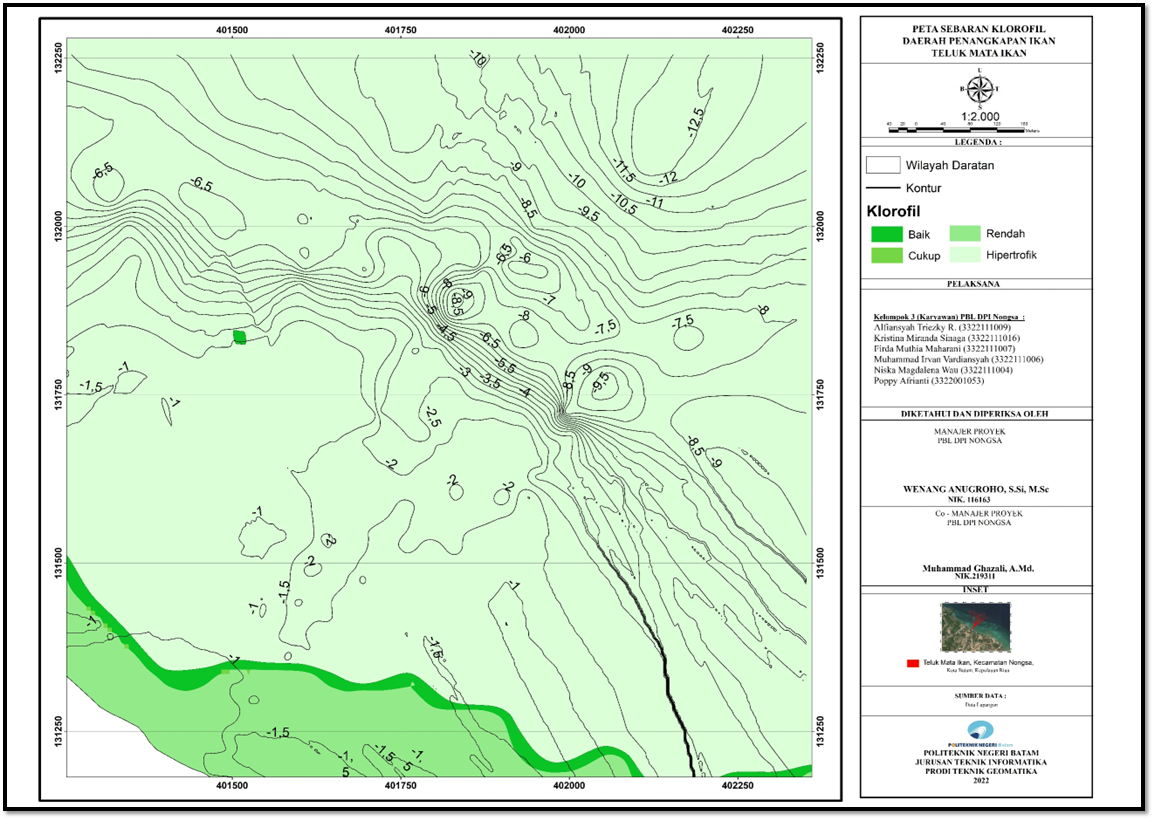 401500 401750 402000 402250
132250 132250
132000 132000
131750 131750
131500 131500
131250 131250
401500 401750 402000 402250
-10
-12,5
-6,5
-6,5
-9
-11,5
-12
-10
-10,5
-11
-8,5
-9,5
-6,5
-6
-6
-8
-9
-8,5
-7
-5
-8
-8
-4,5
-6,5
-7,5
-7,5
-5,5
-3
-3,5
-4
-8,5
-9
-9,5
-1
-1,5
-1
-2,5
-8,5
-9
-2
-2
-2
-1
-2
-2
-1,5
-1
-1
-1
-1,5
-1
-1,5
-1,
5
-1,5
-1,
5
PETA SEBARAN KLOROFIL
DAERAH PENANGKAPAN IKAN
TELUK MATA IKAN
U
B T
S
1:2.000
40 20 0 40 80 120 160
Meters
LEGENDA :
Wilayah Daratan
Kontur
Klorofil
Baik Rendah
Cukup Hipertrofik
PELAKSANA
Kelompok 3 (Karyawan) PBL DPI Nongsa :
Alfiansyah Triezky R. (3322111009)
Kristina Miranda Sinaga (3322111016)
Firda Muthia Maharani (3322111007)
Muhammad Irvan Vardiansyah (3322111006)
Niska Magdalena Wau (3322111004)
Poppy Afrianti (3322001053)
DIKETAHUI DAN DIPERIKSA OLEH
MANAJER PROYEK
PBL DPI NONGSA
WENANG ANUGROHO, S.Si, M.Sc
NIK. 116163
Co - MANAJER PROYEK
PBL DPI NONGSA
Muhammad Ghazali, A.Md.
NIK.219311
INSET
Teluk Mata Ikan, Kecamatan Nongsa,
Kota Batam, Kepulauan Riau
SUMBER DATA :
Data Lapangan
POLITEKNIK NEGERI Batam
POLITEKNIK NEGERI BATAM
JURUSAN TEKNIK INFORMATIKA
PRODI TEKNIK GEOMATIKA
2022